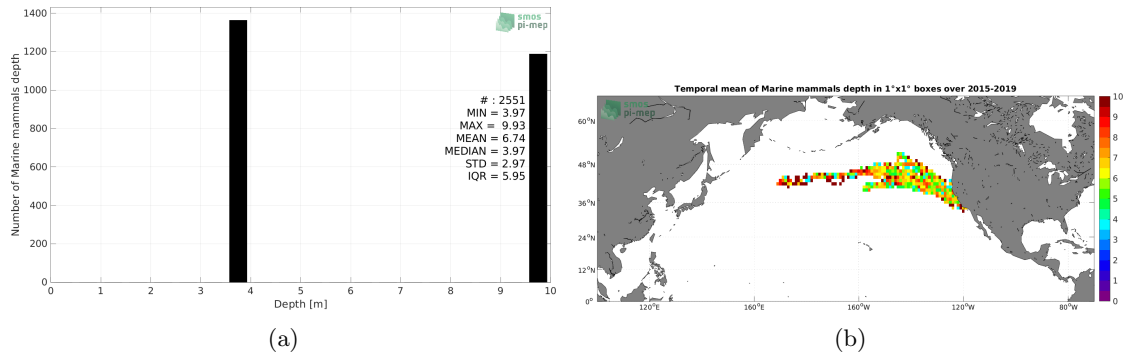 1400
1200
1000
800
600
400
200
0
Number of Marine mammals depth
smos
pi-mep
# : 2551
MIN = 3.97
MAX = 9.93
MEAN = 6.74
MEDIAN = 3.97
STD = 2.97
IQR = 5.95
0 1 2 3 4 5 6 7 8 9 10
Depth [m]
(a)
Temporal mean of Marine mammals depth in 1°x1° boxes over 2015-2019
smos
pi-mep
60°N
48°N
36°N
24°N
12°N
0°
120°E 160°E 160°W 120°W 80°W
10
9
8
7
6
5
4
3
2
1
0
(b)